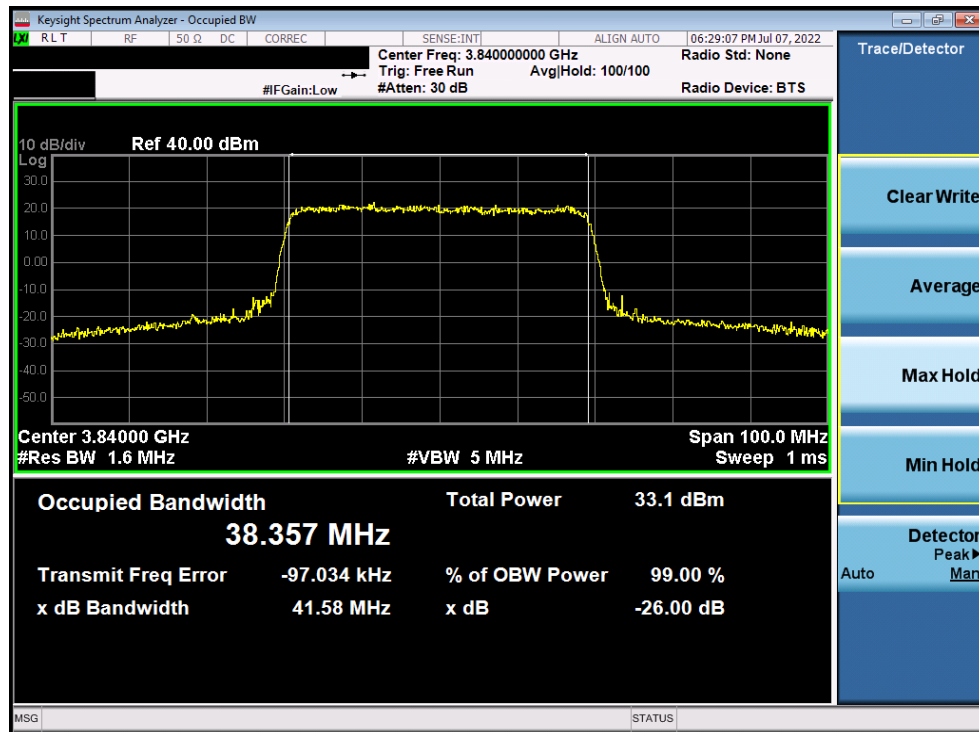 Keysight Spectrum Analyzer - Occupied BW
LXI RLT RF 50 Ω DC CORREC SENSE:INT ALIGN AUTO 06:29:07 PM Jul 07, 2022
Center Freq: 3.840000000 GHz Radio Std: None
Trig: Free Run Avg|Hold: 100/100
#IFGain:Low #Atten: 30 dB Radio Device: BTS
10 dB/div Ref 40.00 dBm
Log
30.0
20.0
10.0
0.00
-10.0
-20.0
-30.0
-40.0
-50.0
Center 3.84000 GHz Span 100.0 MHz
#Res BW 1.6 MHz #VBW 5 MHz Sweep 1 ms
Occupied Bandwidth Total Power 33.1 dBm
38.357 MHz
Transmit Freq Error -97.034 kHz % of OBW Power 99.00 %
x dB Bandwidth 41.58 MHz x dB -26.00 dB
MSG STATUS
Trace/Detector
Clear Write
Average
Max Hold
Min Hold
Detector
Peak▶
Auto Man